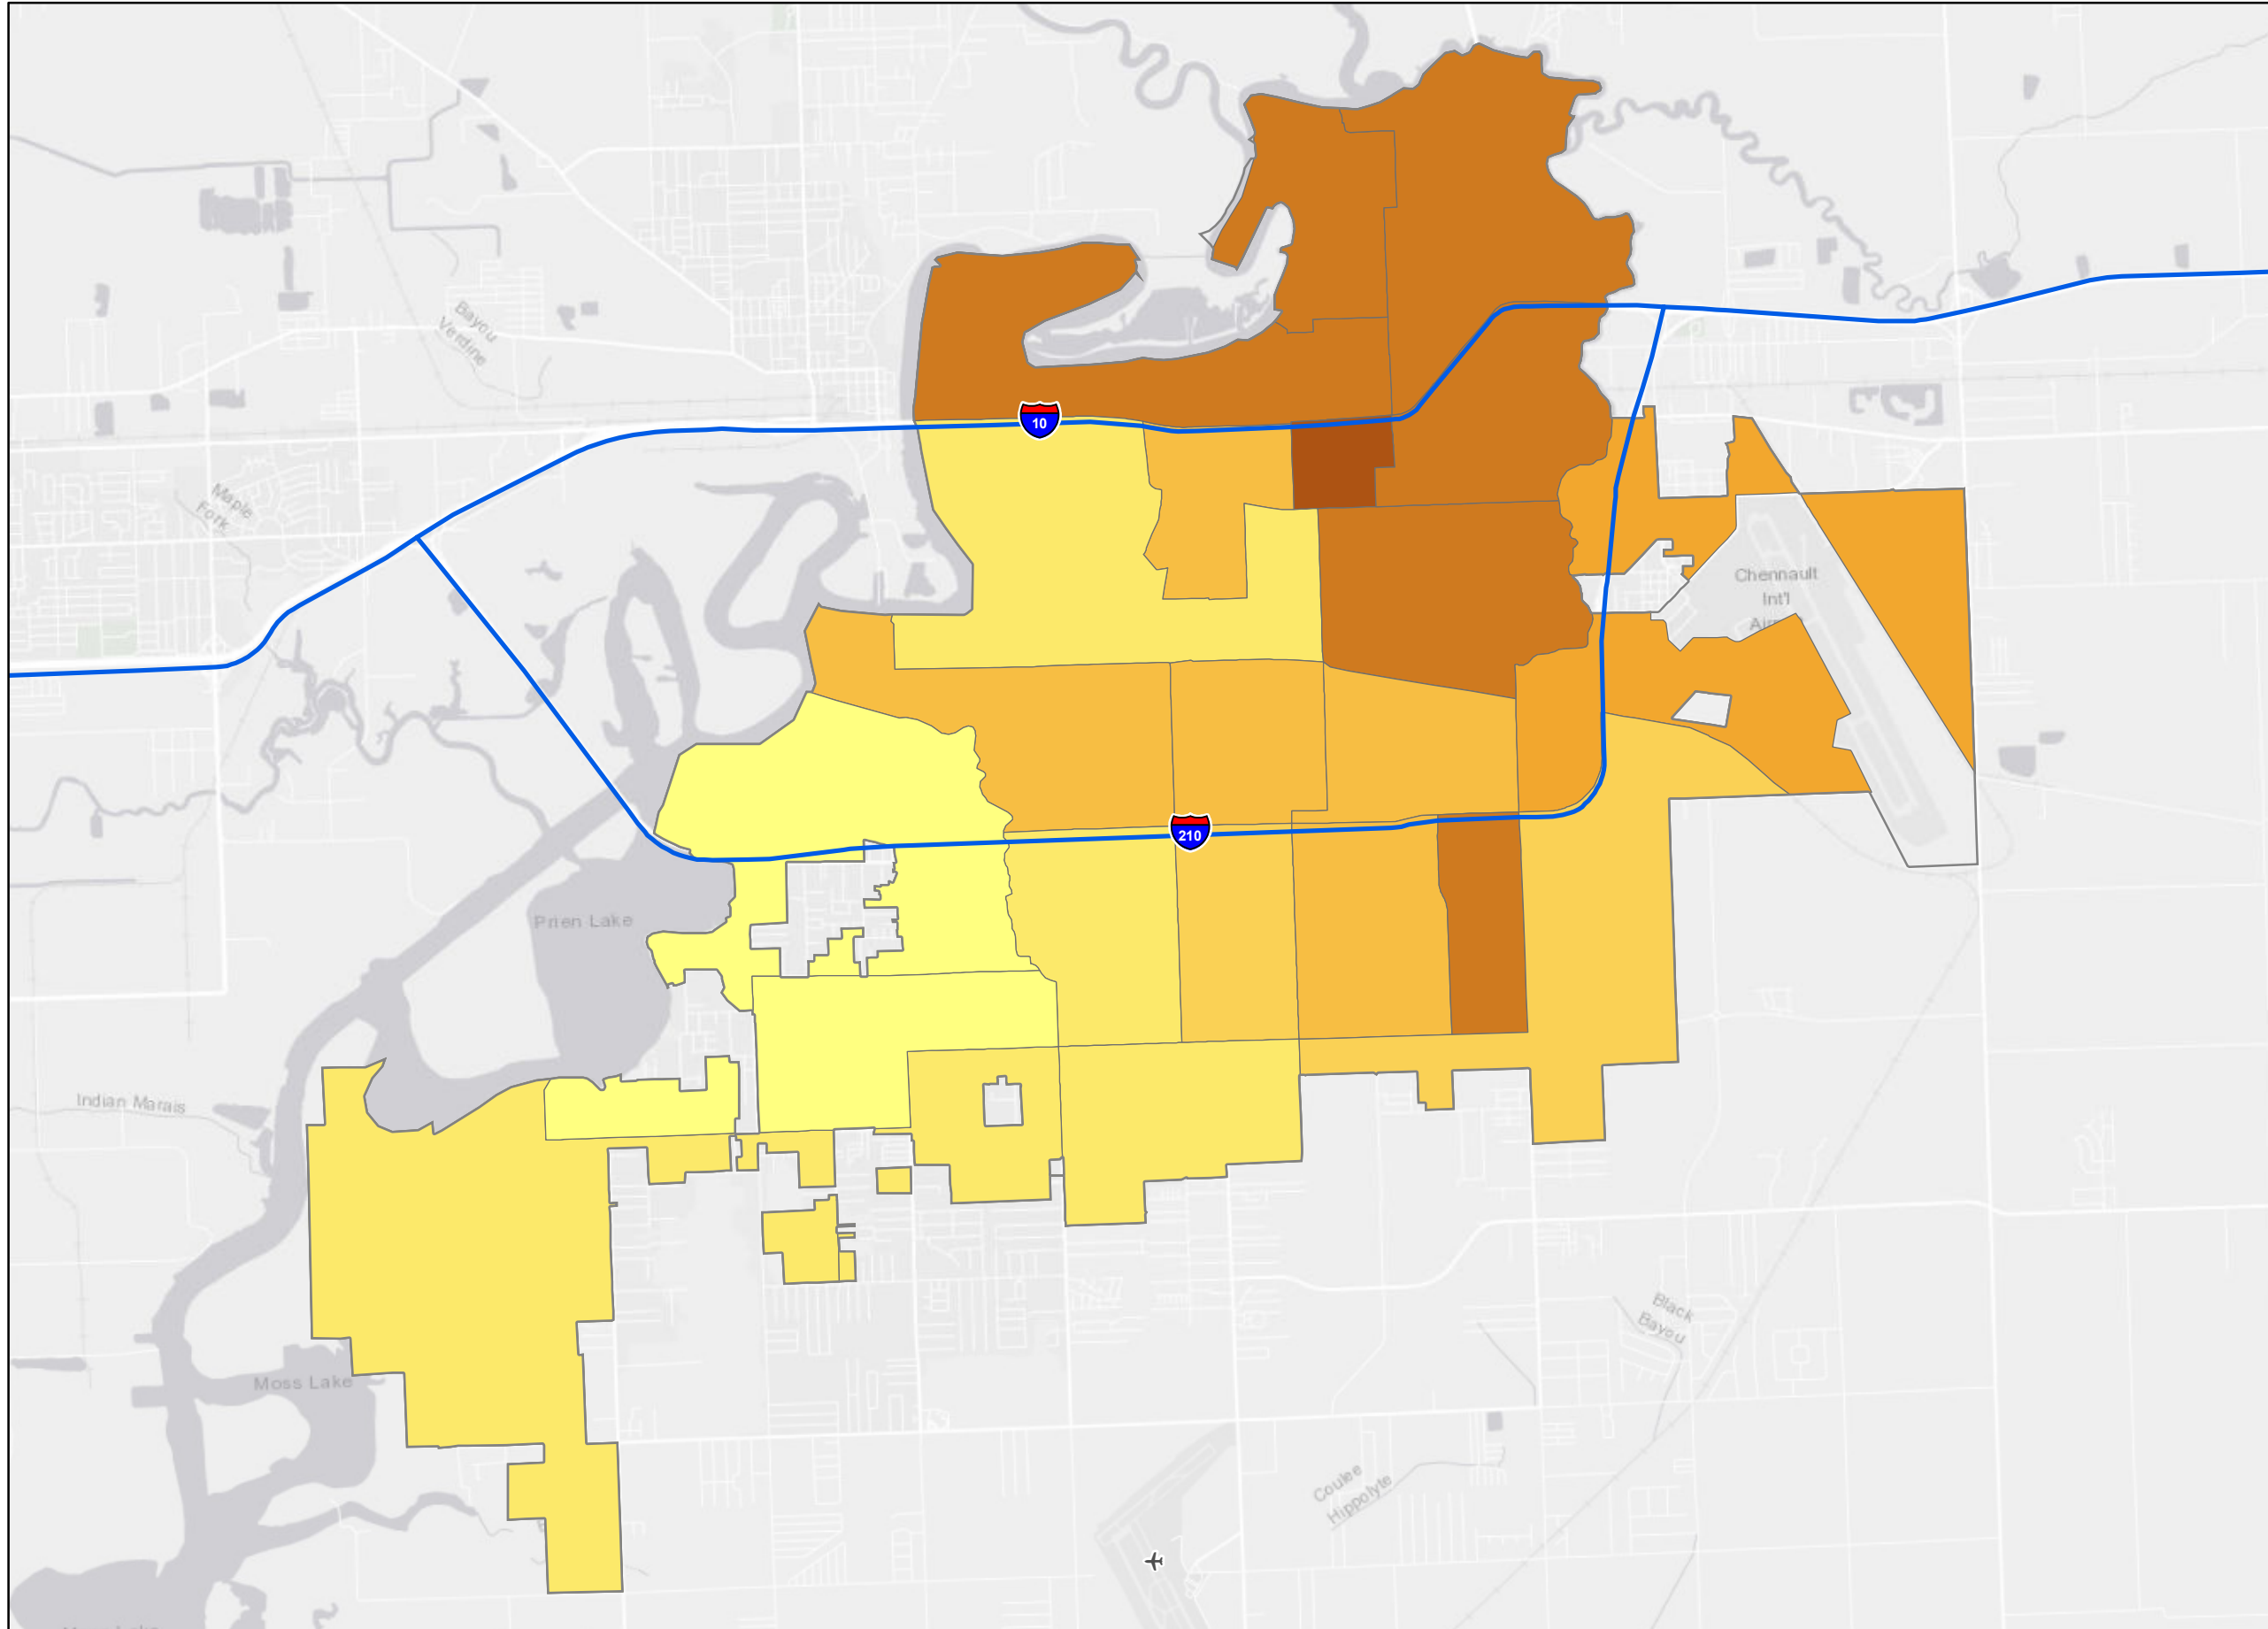 Bayou
Verdine
10
Maple
Fork
Chennault
Int'l
210
Prien Lake
Indian Marais
Black
Bayou
Moss Lake
Coulee
Hippolyte